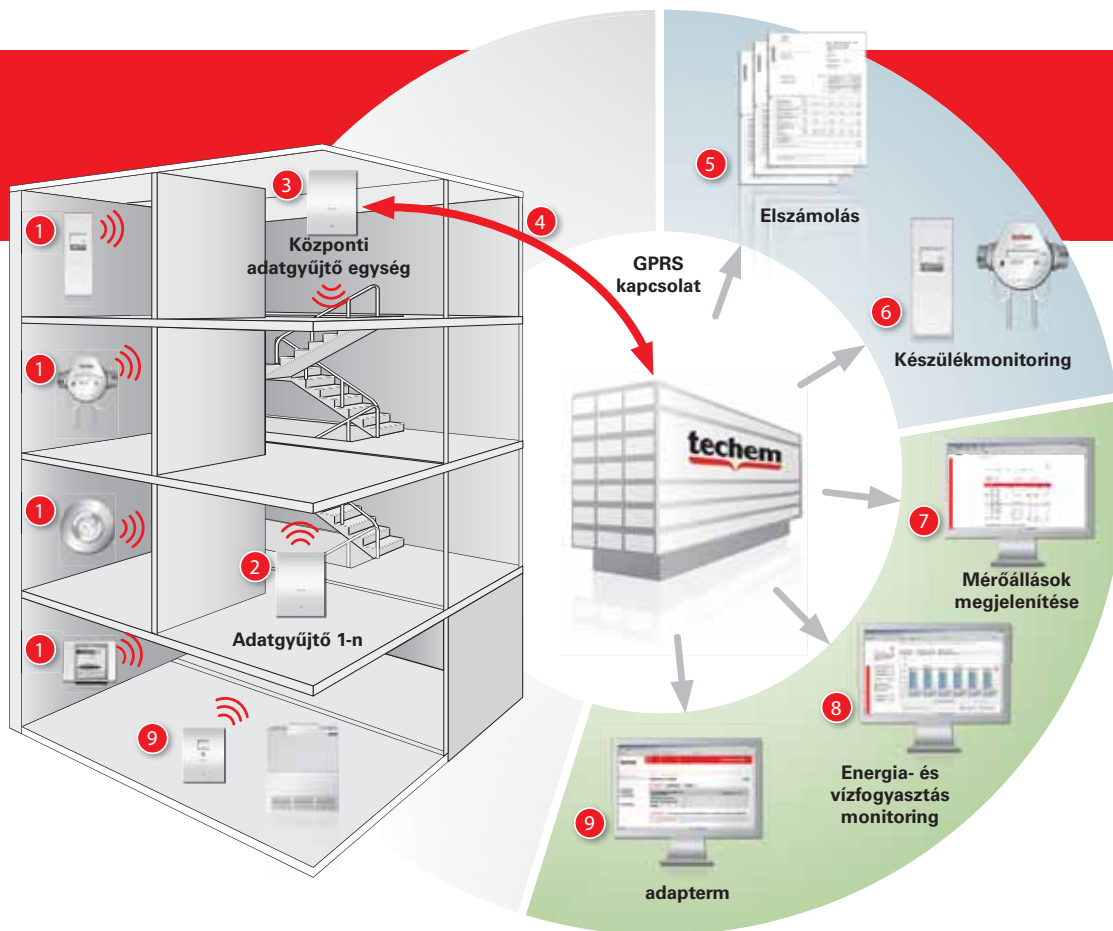 5
Elszámolás
3
1
4
Központi
adatgyűjtő egység
GPRS
kapcsolat
6
Készülékmonitoring
1
techem
7
1
2
Mérőállások
megjelenítése
Adatgyűjtő 1-n
1
8
9
Energia- és
vízfogyasztás
monitoring
9
adapterm